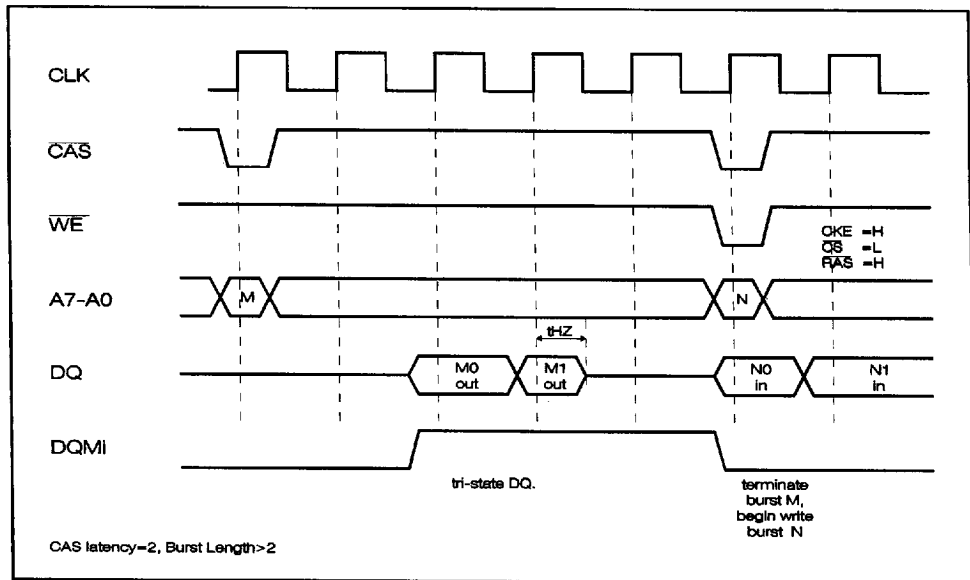 CLK
CAS
WE
CKE =H
CS =L
RAS =H
A7-A0
M
N
tHZ
DQ
M0
out
M1
out
N0
in
N1
in
DQMi
tri-state DQ.
terminate
burst M,
begin write
burst N
CAS latency=2, Burst Length>2